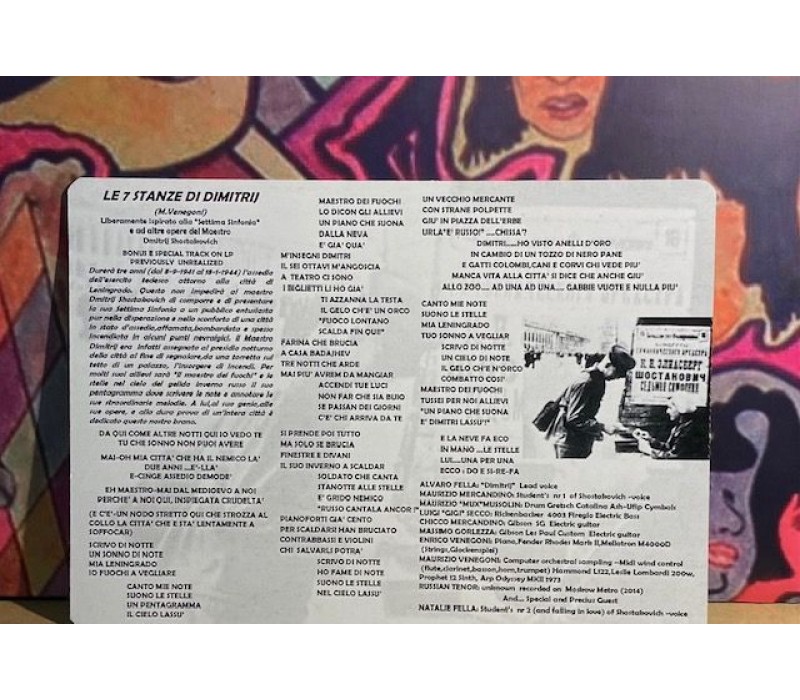 LE 7 STANZE DI DIMITRIJ
(M.Venegoni)
Liberamente ispirato alla "Settima Sinfonia"
e ad altre opere del Maestro
Dimitrij Shostakovich
BONUS E SPECIAL TRACK ON LP
PREVIOUSLY UNREALIZED
Durerà tre anni (dal 8-9-1941 al 18-1-1944) l'assedio
dell'esercito tedesco attorno alla città di
Leningrado. Questo non impedirà al maestro
Dmitrij Shostakovich di comporre e di presentare
la sua Settima Sinfonia a un pubblico entusiasta
pur nella disperazione e nello sconforto di una città
in stato d'assedio,affamata,bombardata e spesso
incendiata in alcuni punti nevralgici. Il Maestro
Dimitrij era infatti assegnato al presidio notturno
della città al fine di segnalare,da una torretta sul
tetto di un palazzo, l'insorgere di incendi. Per
molti suoi allievi sarà "il maestro dei fuochi" e le
stelle nel cielo del gelido inverno russo il suo
pentagramma dove scrivere le note e annotare le
sue straordinarie melodie. A lui,al suo genio,alle
sue opere, e alla dura prova di un'intera città è
dedicato questo nostro brano.
DA QUI COME ALTRE NOTTI QUI IO VEDO TE
TU CHE SONNO NON PUOI AVERE
MAI-OH MIA CITTA' CHE HA IL NEMICO LA'
DUE ANNI ...E'-LLA'
E-CINGE ASSEDIO DEMODE'
EH MAESTRO-MAI DAL MEDIOEVO A NOI
PERCHE' A NOI QUI, INSPIEGATA CRUDELTA'
(E C'E'-UN NODO STRETTO QUI CHE STROZZA AL
COLLO LA CITTA' CHE E STA' LENTAMENTE A
SOFFOCAR)
SCRIVO DI NOTTE
UN SONNO DI NOTE
MIA LENINGRADO
IO FUOCHI A VEGLIARE
CANTO MIE NOTE
SUONO LE STELLE
UN PENTAGRAMMA
IL CIELO LASSU'
MAESTRO DEI FUOCHI
LO DICON GLI ALLIEVI
UN PIANO CHE SUONA
DALLA NEVA
E' GIA' QUA'
M'INSEGNI DIMITRI
IL SEI OTTAVI M'ANGOSCIA
A TEATRO CI SONO
I BIGLIETTI LI HO GIA'
TI AZZANNA LA TESTA
IL GELO CH'E' UN ORCO
"FUOCO LONTANO
SCALDA FIN QUI!"
FARINA CHE BRUCIA
A CASA BADAJHEV
TRE NOTTI CHE ARDE
MAI PIU' AVREM DA MANGIAR
ACCENDI TUE LUCI
NON FAR CHE SIA BUIO
SE PASSAN DEI GIORNI
C'E' CHI ARRIVA DA TE
SI PRENDE POI TUTTO
MA SOLO SE BRUCIA
FINESTRE E DIVANI
IL SUO INVERNO A SCALDAR
SOLDATO CHE CANTA
STANOTTE ALLE STELLE
E' GRIDO NEMICO
"RUSSO CANTALA ANCOR !"
PIANOFORTI GIA' CENTO
PER SCALDARSI HAN BRUCIATO
CONTRABBASSI E VIOLINI
CHI SALVARLI POTRA'
SCRIVO DI NOTTE
HO FAME DI NOTE
SUONO LE STELLE
NEL CIELO LASSU'
UN VECCHIO MERCANTE
CON STRANE POLPETTE
GIU' IN PIAZZA DELL'ERBE
URLA"E' RUSSO!" ....CHISSA'?
DIMITRI.....HO VISTO ANELLI D'ORO
IN CAMBIO DI UN TOZZO DI NERO PANE
E GATTI COLOMBI,CANI E CORVI CHI VEDE PIU'
MANCA VITA ALLA CITTA' SI DICE CHE ANCHE GIU'
ALLO ZOO.... AD UNA AD UNA.... GABBIE VUOTE E NULLA PIU'
CANTO MIE NOTE
SUONO LE STELLE
MIA LENINGRADO
TUO SONNO A VEGLIAR
SCRIVO DI NOTTE
UN CIELO DI NOTE
IL GELO CH'E'N'ORCO
COMBATTO COSI'
MAESTRO DEI FUOCHI
TU SEI PER NOI ALLIEVI
"UN PIANO CHE SUONA
E' DIMITRI LASSU'!"
E LA NEVE FA ECO
IN MANO ...LE STELLE
LUI.....UNA PER UNA
ECCO : DO E SI-RE-FA
К. И. ЭЛИАСБЕРГ
ШОСТАКОВИЧ
СЕДЬМАЯ СИМФОНИЯ
ALVARO FELLA: "Dimitrij" Lead voice
MAURIZIO MERCANDINO: Student's nr 1 of Shostakovich -voice
MAURIZIO "MUX"MUSSOLIN: Drum Gretsch Catalina Ash-Ufip Cymbals
LUIGI "GIGI" SECCO: Richenbacker 4003 Fireglo Electric Bass
CHICCO MERCANDINO: Gibson SG Electric guitar
MASSIMO GORLEZZA: Gibson Les Paul Custom Electric guitar
ENRICO VENEGONI: Piano,Fender Rhodes Mark II,Mellotron M4000D
(Strings,Glockenspiel)
MAURIZIO VENEGONI: Computer orchestral sampling -Midi wind control
(flute,clarinet,basson,horn,trumpet) Hammond L122,Leslie Lombardi 200w,
Prophet 12 Sinth, Arp Odyssey MKII 1973
RUSSIAN TENOR: unknown recorded on Moskow Metro (2014)
And... Special and Precius Guest
NATALIE FELLA: Student's nr 2 (and falling in love) of Shostakovich -voice